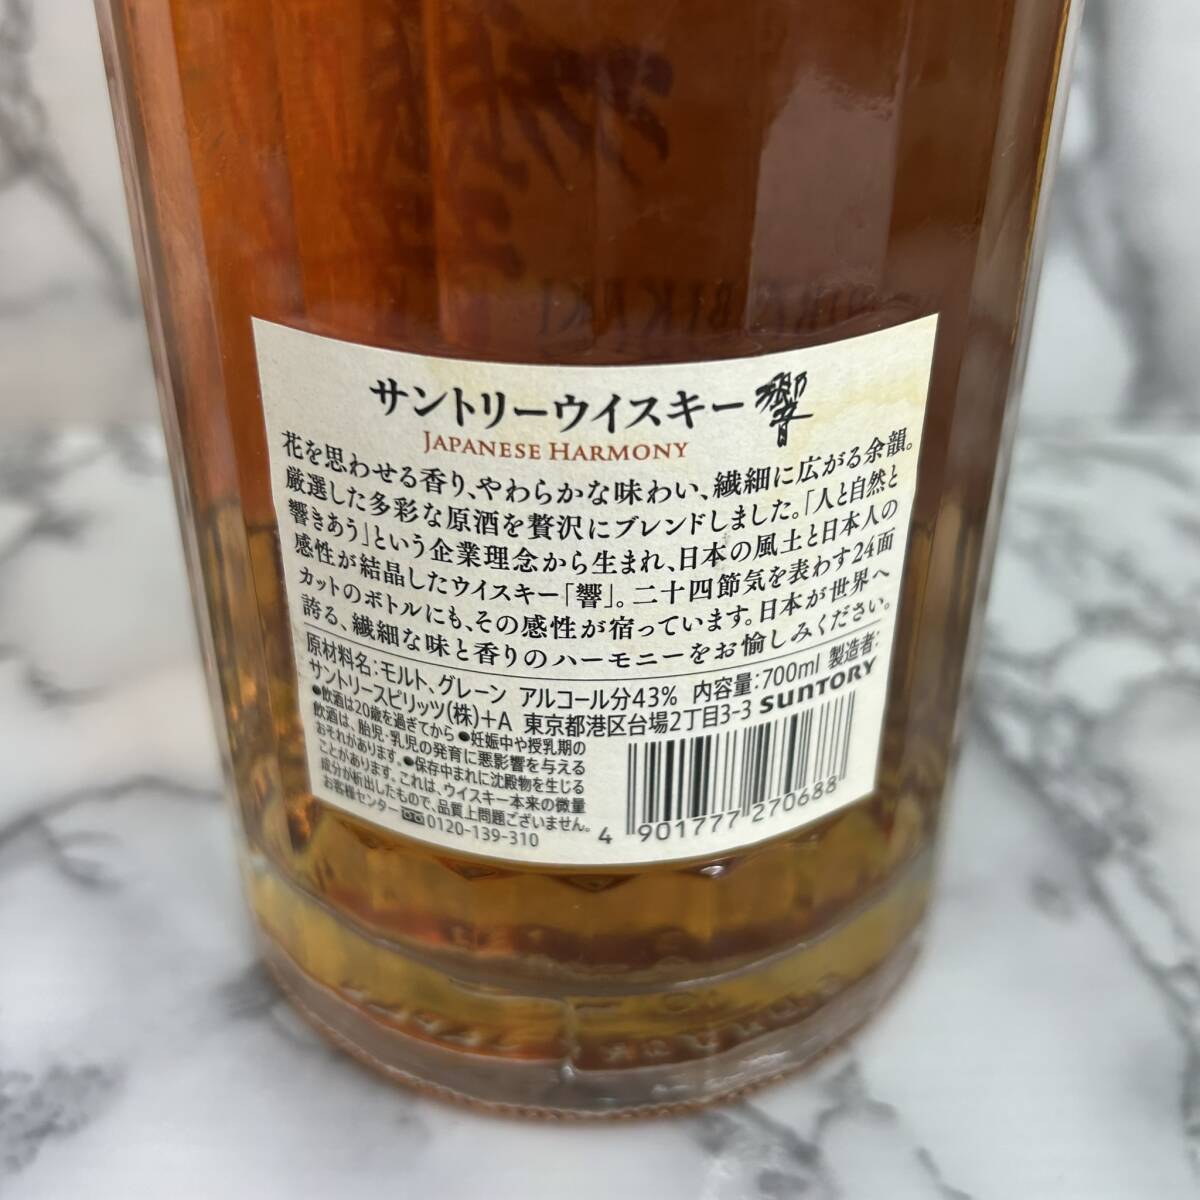 サントリーウイスキー 響
JAPANESE HARMONY
花を思わせる香り、やわらかな味わい、繊細に広がる余韻。
厳選した多彩な原酒を贅沢にブレンドしました。「人と自然と
響きあう」という企業理念から生まれ、日本の風土と日本人の
感性が結晶したウイスキー「響」。二十四節気を表わす24面
カットのボトルにも、その感性が宿っています。日本が世界へ
誇る、繊細な味と香りのハーモニーをお愉しみください。
原材料名:モルト、グレーン アルコール分43% 内容量:700ml 製造者:
サントリースピリッツ(株)+A 東京都港区台場2丁目3-3 SUNTORY
●飲酒は20歳を過ぎてから●妊娠中や授乳期の
飲酒は、胎児・乳児の発育に悪影響を与える
おそれがあります。●保存中まれに沈殿物を生じる
ことがあります。これは、ウイスキー本来の微量
成分が析出したもので、品質上問題ございません。
お客様センター 0120-139-310
4 901777 270688